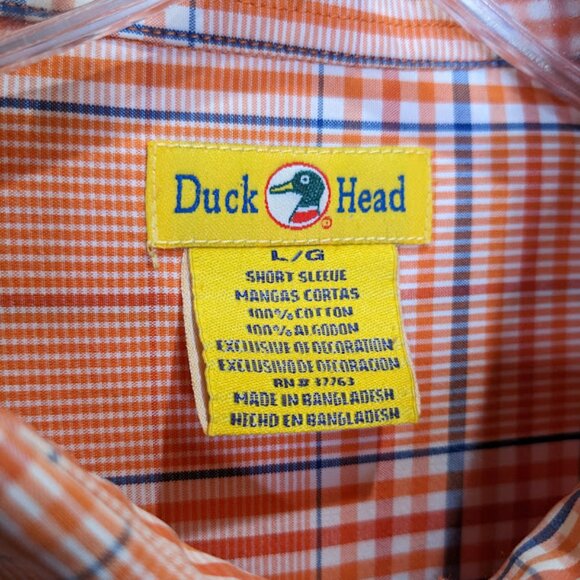 Duck Head
L/G
SHORT SLEEVE
MANGAS CORTAS
100% COTTON
100% ALGODON
EXCLUSIVE OF DECORATION
EXCLUSIVO DE DECORACION
RN# 37763
MADE IN BANGLADESH
HECHO EN BANGLADESH